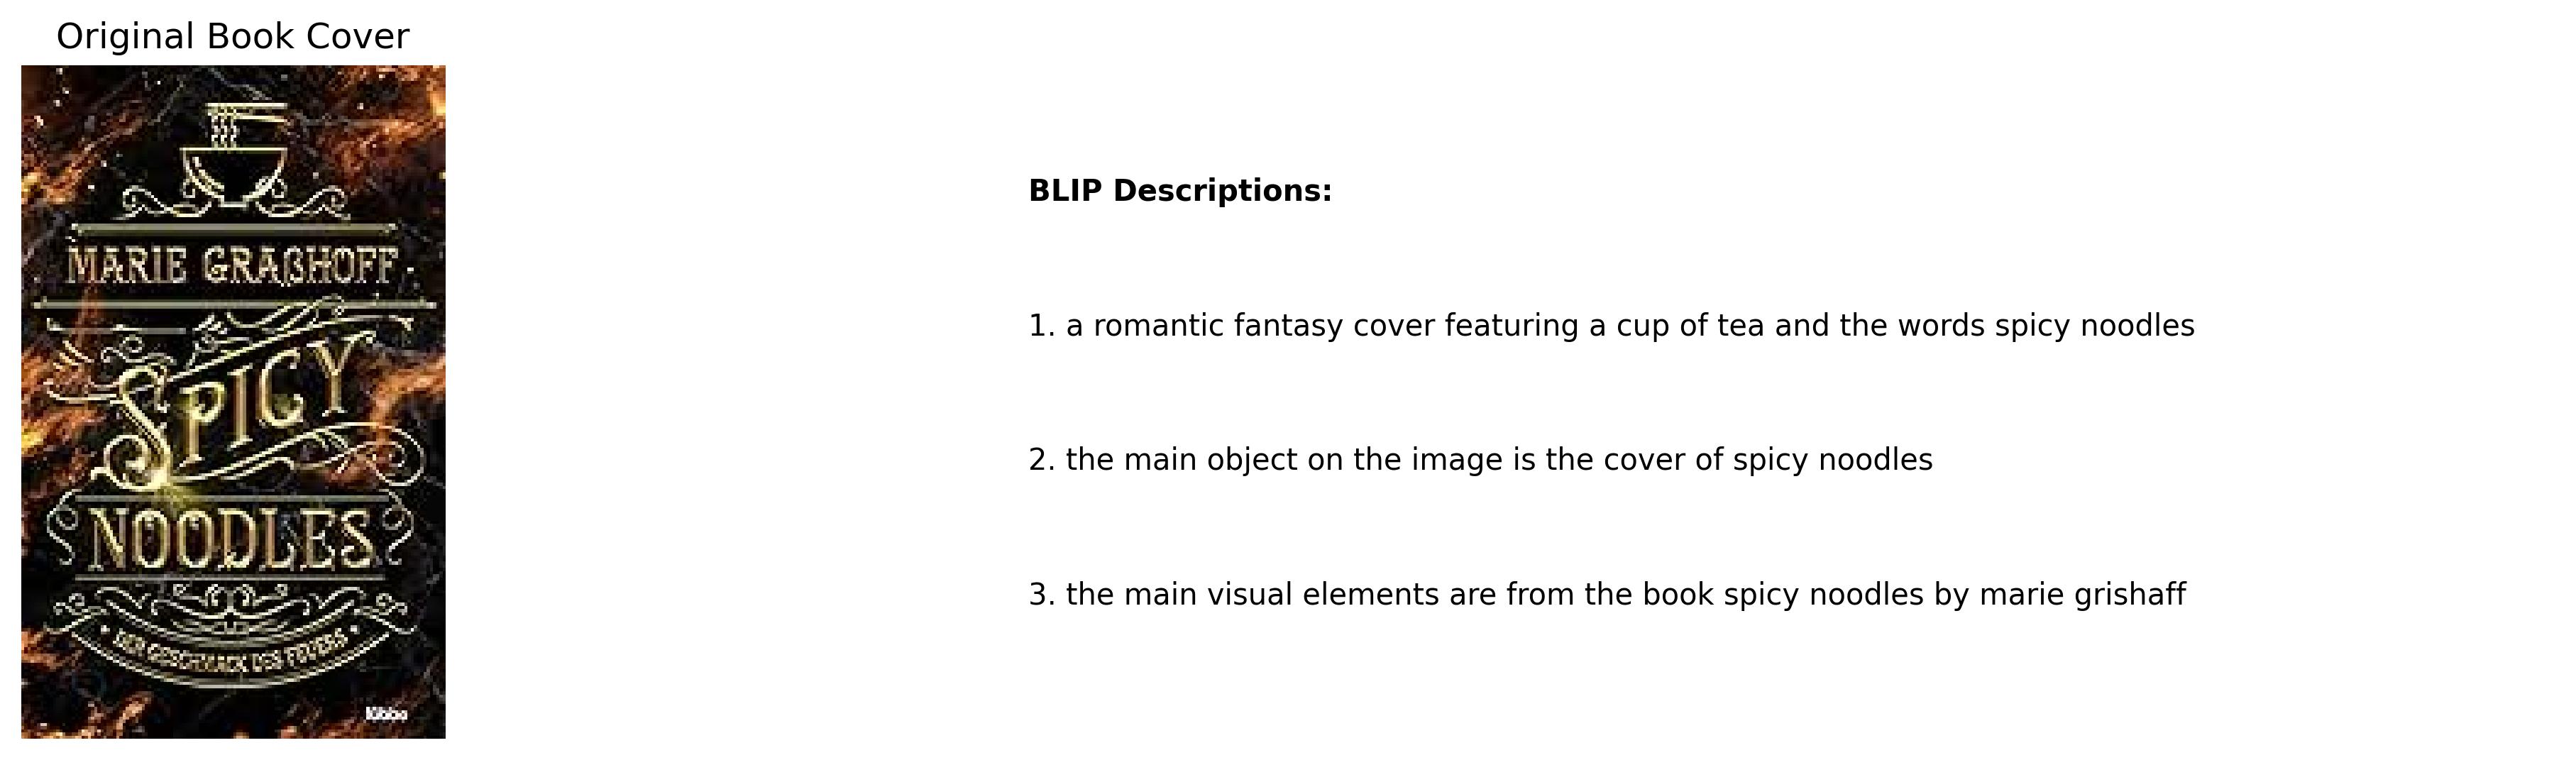 Original Book Cover
MARIE GRAẞHOFF
SPICY
NOODLES
DER GESCHMACK DES FEUERS
lübbe
BLIP Descriptions:
1. a romantic fantasy cover featuring a cup of tea and the words spicy noodles
2. the main object on the image is the cover of spicy noodles
3. the main visual elements are from the book spicy noodles by marie grishaff